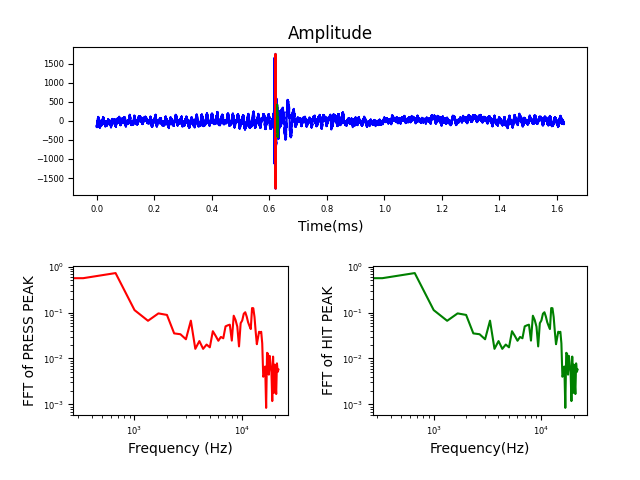 Amplitude
1500
1000
500
0
−500
−1000
−1500
0.0 0.2 0.4 0.6 0.8 1.0 1.2 1.4 1.6
Time(ms)
FFT of PRESS PEAK
10⁰
10⁻¹
10⁻²
10⁻³
10³ 10⁴
Frequency (Hz)
FFT of HIT PEAK
10⁰
10⁻¹
10⁻²
10⁻³
10³ 10⁴
Frequency(Hz)